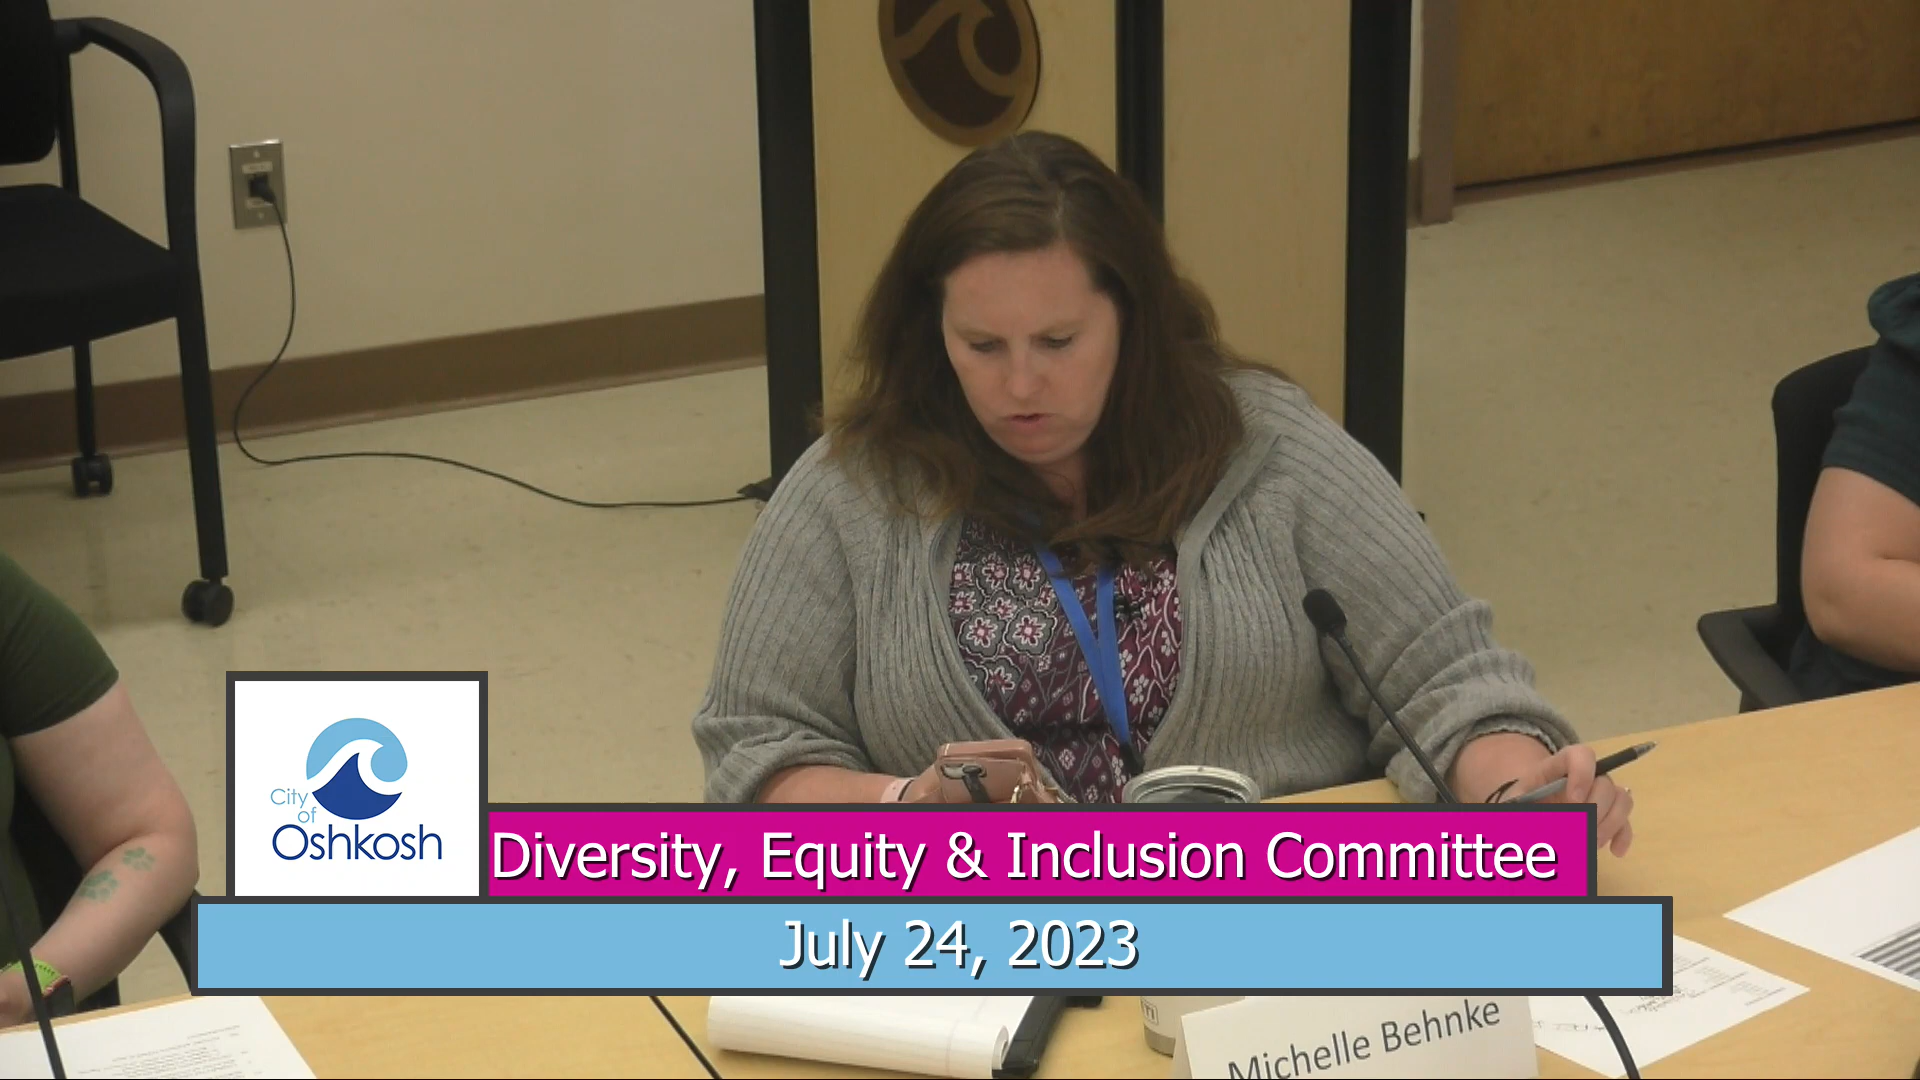 City
of
Oshkosh
Diversity, Equity & Inclusion Committee
July 24, 2023
Michelle Behnke